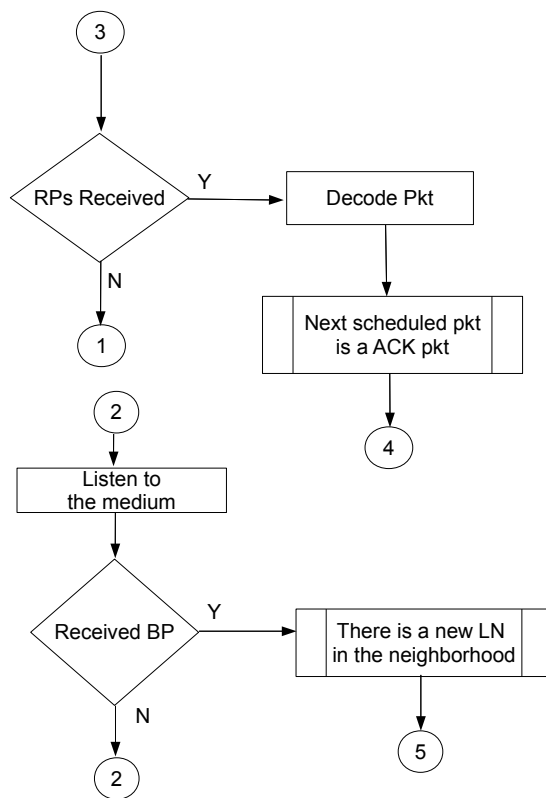 3
RPs Received
Y
Decode Pkt
N
Next scheduled pkt
is a ACK pkt
1
2
4
Listen to
the medium
Received BP
Y
There is a new LN
in the neighborhood
N
2
5